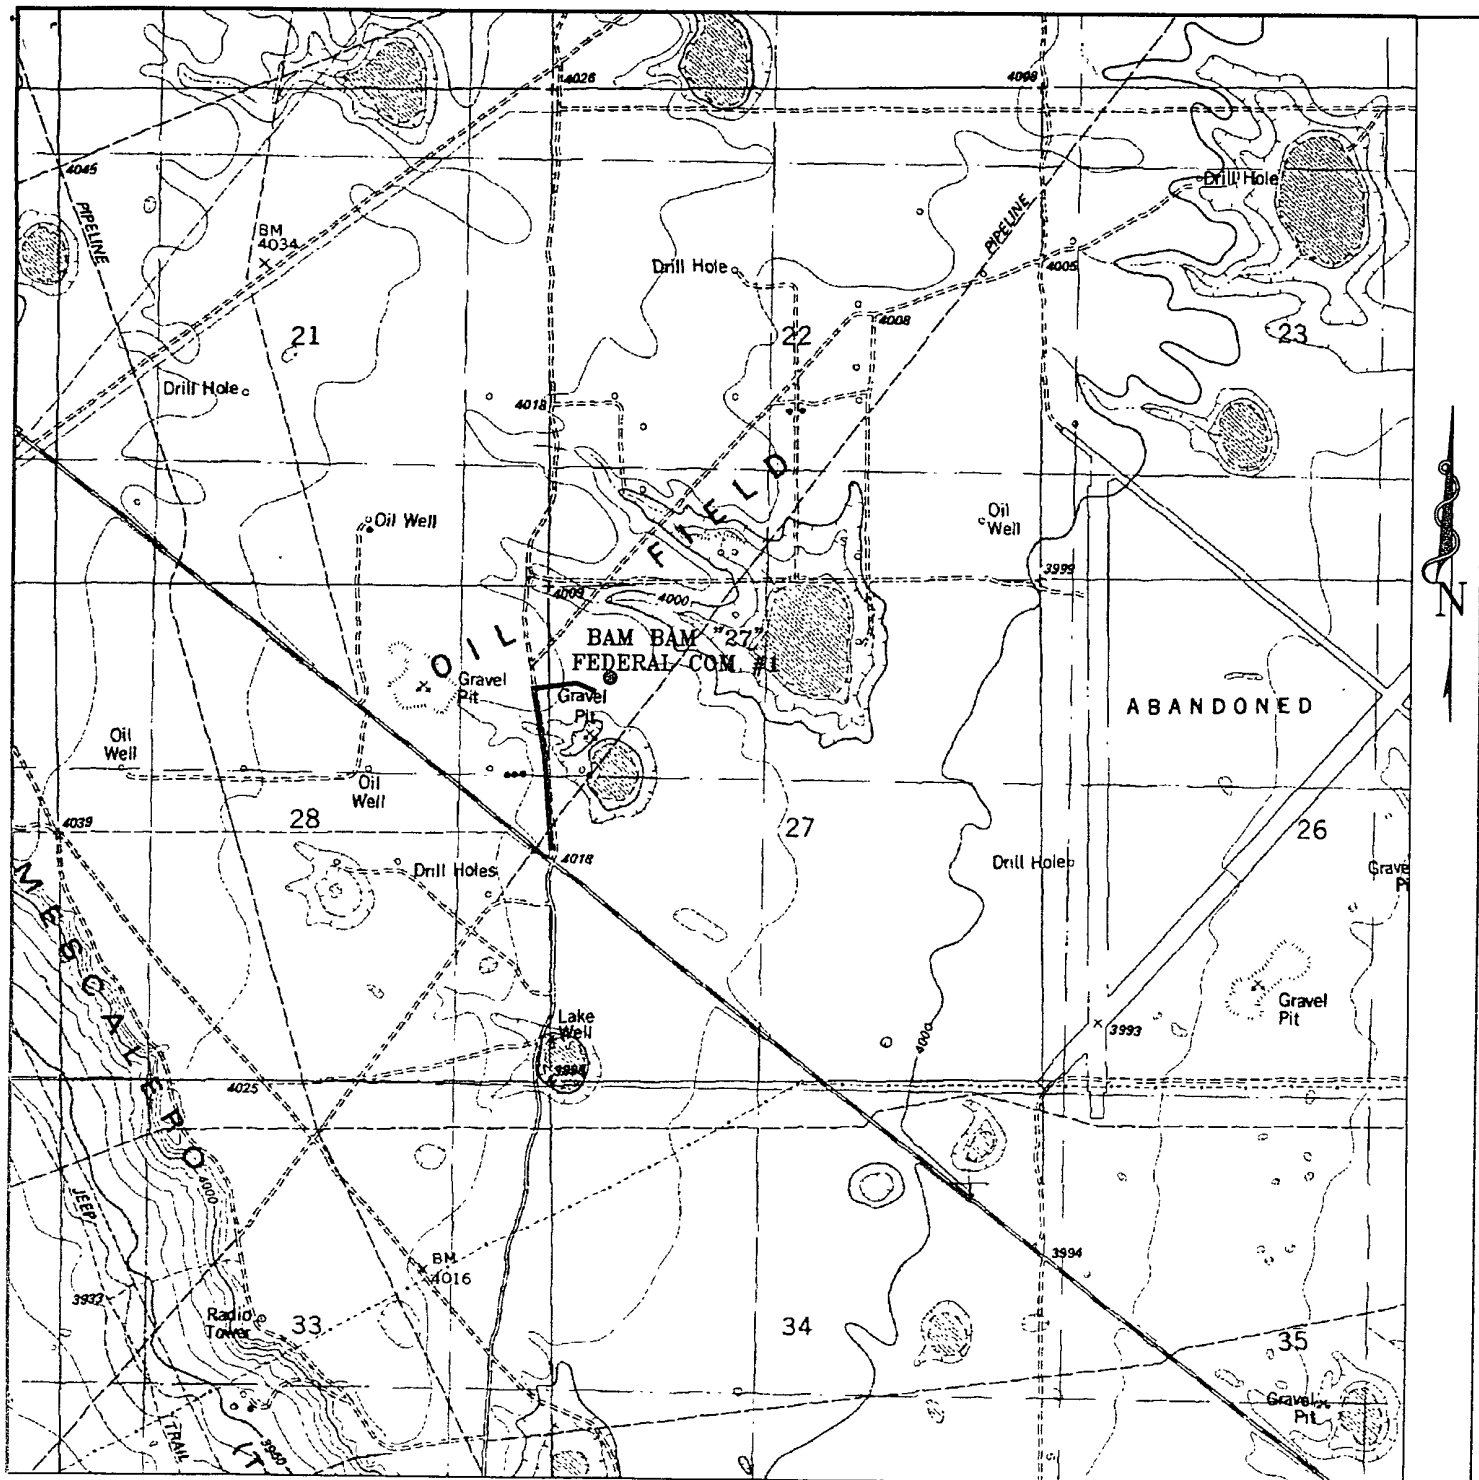 4026
4098
4045
PIPELINE
BM
4034
Drill Hole
PIPELINE
Drill Hole
4005
4008
21
22
23
Drill Hole
4018
OIL FIELD
Oil Well
Oil
Well
4009
4000
3999
BAM BAM "27"
FEDERAL COM. #1
Gravel
Pit
Gravel
Pit
ABANDONED
N
Oil
Well
Oil
Well
4039
28
27
26
4018
Drill Holes
Drill Hole
MESCALERO
Gravel
Pit
Lake
Well
4000
3993
4025
4000
JEEP
TRAIL
BM
4016
3994
3933
Radio
Tower
33
34
35
Gravel
Pit
3950